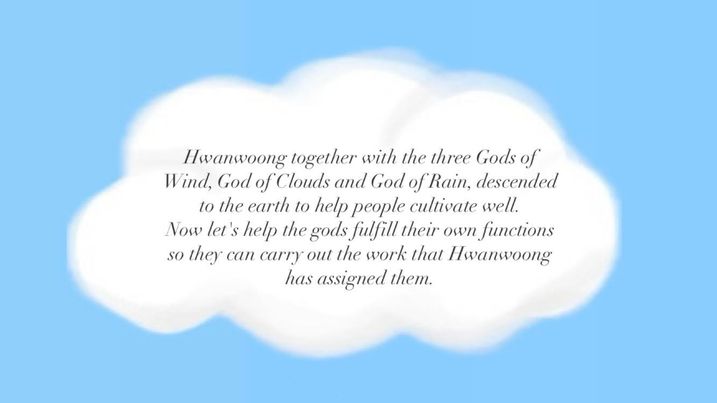 Hwanwoong together with the three Gods of
Wind, God of Clouds and God of Rain, descended
to the earth to help people cultivate well.
Now let's help the gods fulfill their own functions
so they can carry out the work that Hwanwoong
has assigned them.